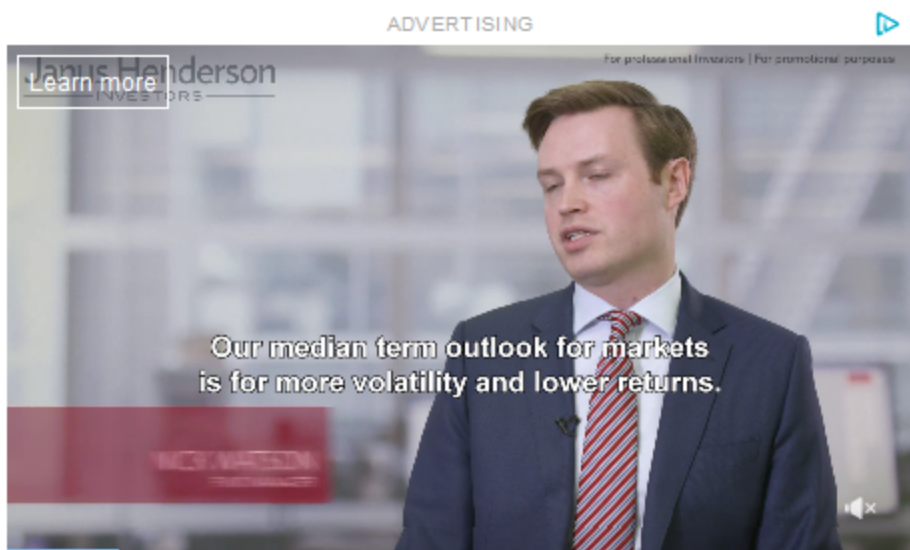 ADVERTISING
For professional Investors | For promotional purposes
Janus Henderson
Learn more
INVESTORS
Our median term outlook for markets
is for more volatility and lower returns.